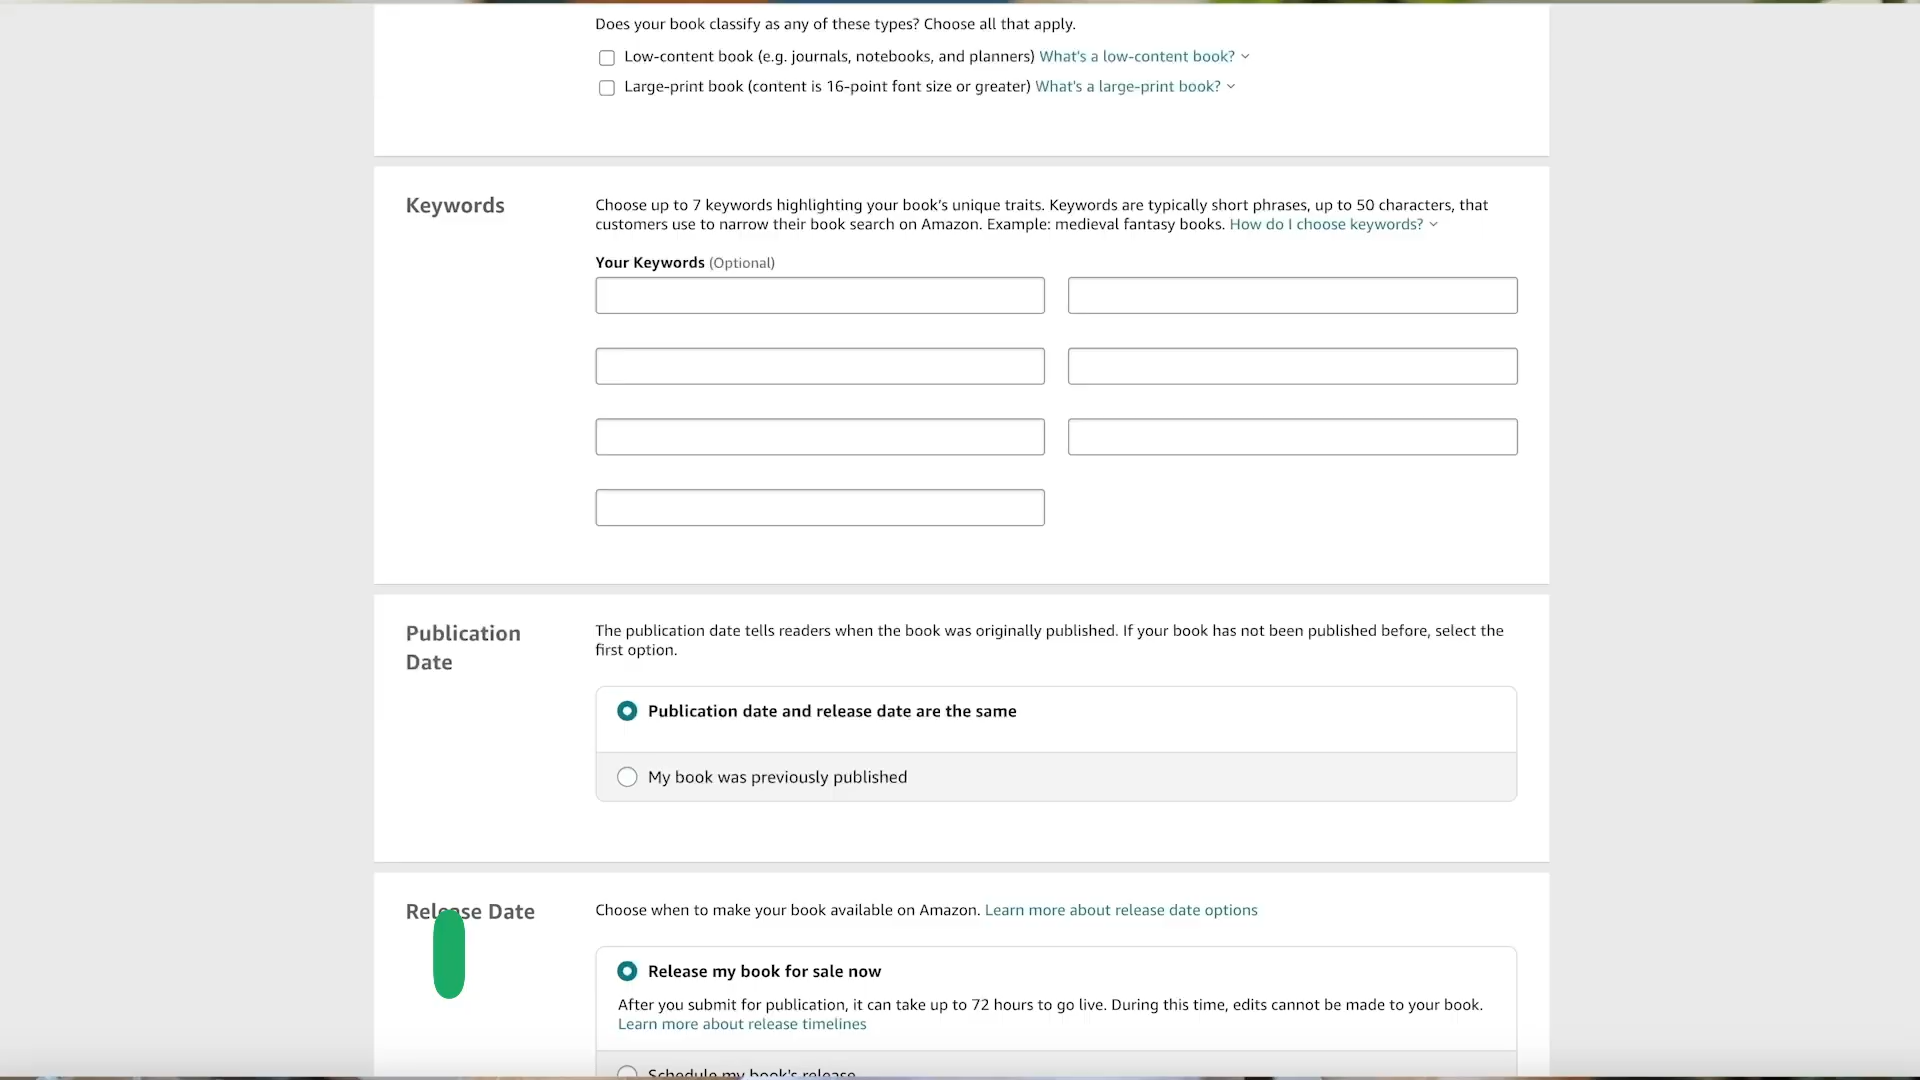 Does your book classify as any of these types? Choose all that apply.
Low-content book (e.g. journals, notebooks, and planners) What's a low-content book?
Large-print book (content is 16-point font size or greater) What's a large-print book?
Keywords
Choose up to 7 keywords highlighting your book’s unique traits. Keywords are typically short phrases, up to 50 characters, that
customers use to narrow their book search on Amazon. Example: medieval fantasy books. How do I choose keywords?
Your Keywords (Optional)
Publication
Date
The publication date tells readers when the book was originally published. If your book has not been published before, select the
first option.
Publication date and release date are the same
My book was previously published
Release Date
Choose when to make your book available on Amazon. Learn more about release date options
Release my book for sale now
After you submit for publication, it can take up to 72 hours to go live. During this time, edits cannot be made to your book.
Learn more about release timelines
Schedule my book's release